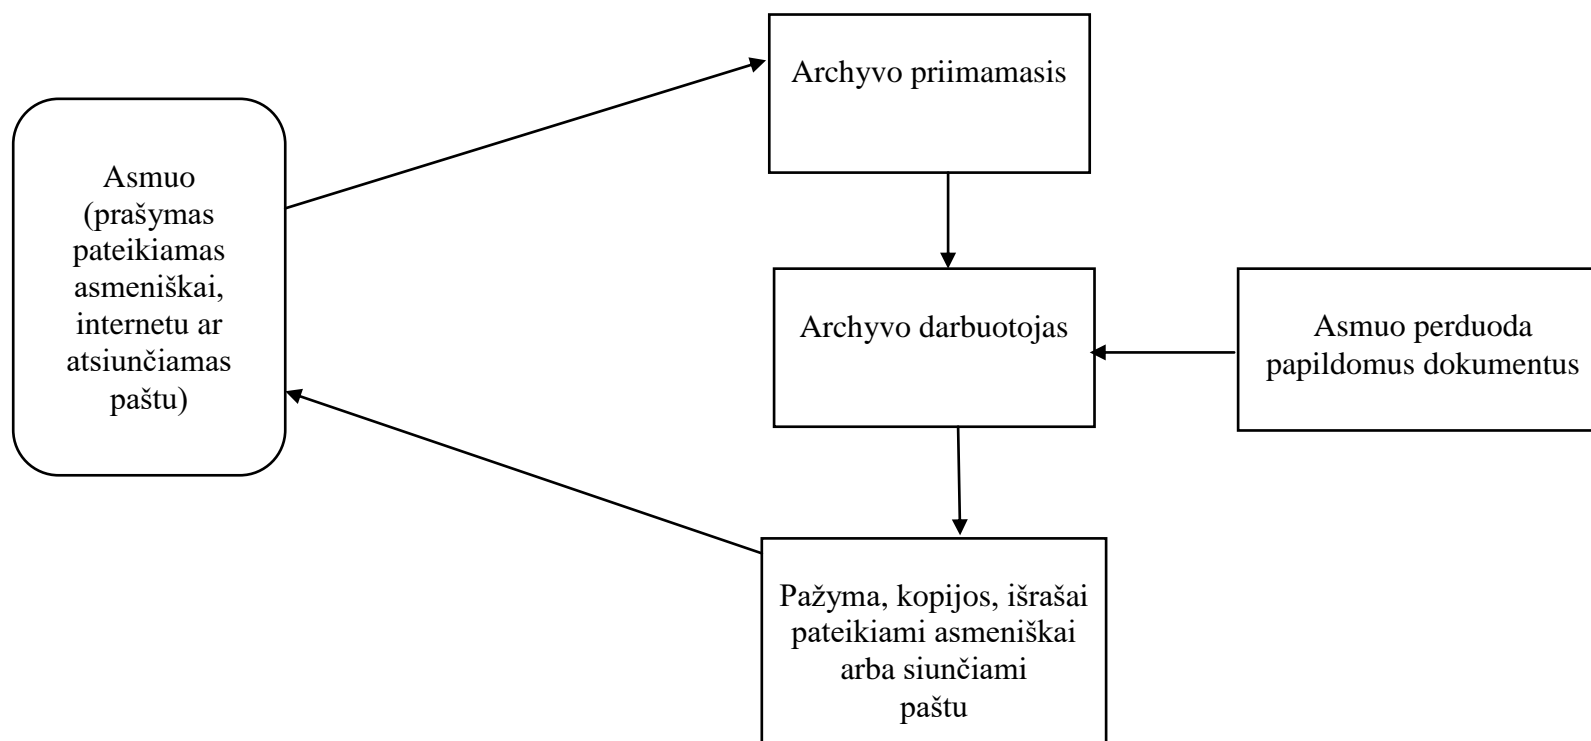 Archyvo priimamasis
Asmuo
(prašymas
pateikiamas
asmeniškai,
internetu ar
atsiunčiamas
paštu)
Archyvo darbuotojas
Asmuo perduoda
papildomus dokumentus
Pažyma, kopijos, išrašai
pateikiami asmeniškai
arba siunčiami
paštu